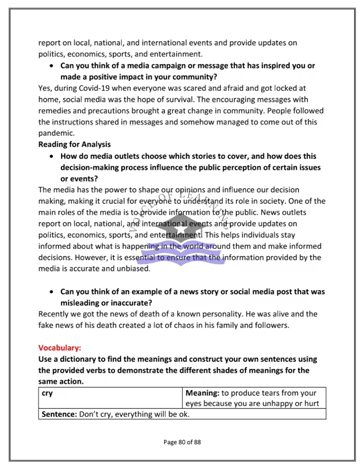 report on local, national, and international events and provide updates on
politics, economics, sports, and entertainment.
• Can you think of a media campaign or message that has inspired you or
made a positive impact in your community?
Yes, during Covid-19 when everyone was scared and afraid and got locked at
home, social media was the hope of survival. The encouraging messages with
remedies and precautions brought a great change in community. People followed
the instructions shared in messages and somehow managed to come out of this
pandemic.
Reading for Analysis
• How do media outlets choose which stories to cover, and how does this
decision-making process influence the public perception of certain issues
or events?
The media has the power to shape our opinions and influence our decision
making, making it crucial for everyone to understand its role in society. One of the
main roles of the media is to provide information to the public. News outlets
report on local, national, and international events and provide updates on
politics, economics, sports, and entertainment. This helps individuals stay
informed about what is happening in the world around them and make informed
decisions. However, it is essential to ensure that the information provided by the
media is accurate and unbiased.
• Can you think of an example of a news story or social media post that was
misleading or inaccurate?
Recently we got the news of death of a known personality. He was alive and the
fake news of his death created a lot of chaos in his family and followers.
Vocabulary:
Use a dictionary to find the meanings and construct your own sentences using
the provided verbs to demonstrate the different shades of meanings for the
same action.
cry Meaning: to produce tears from your
eyes because you are unhappy or hurt
Sentence: Don't cry, everything will be ok.
Page 80 of 88